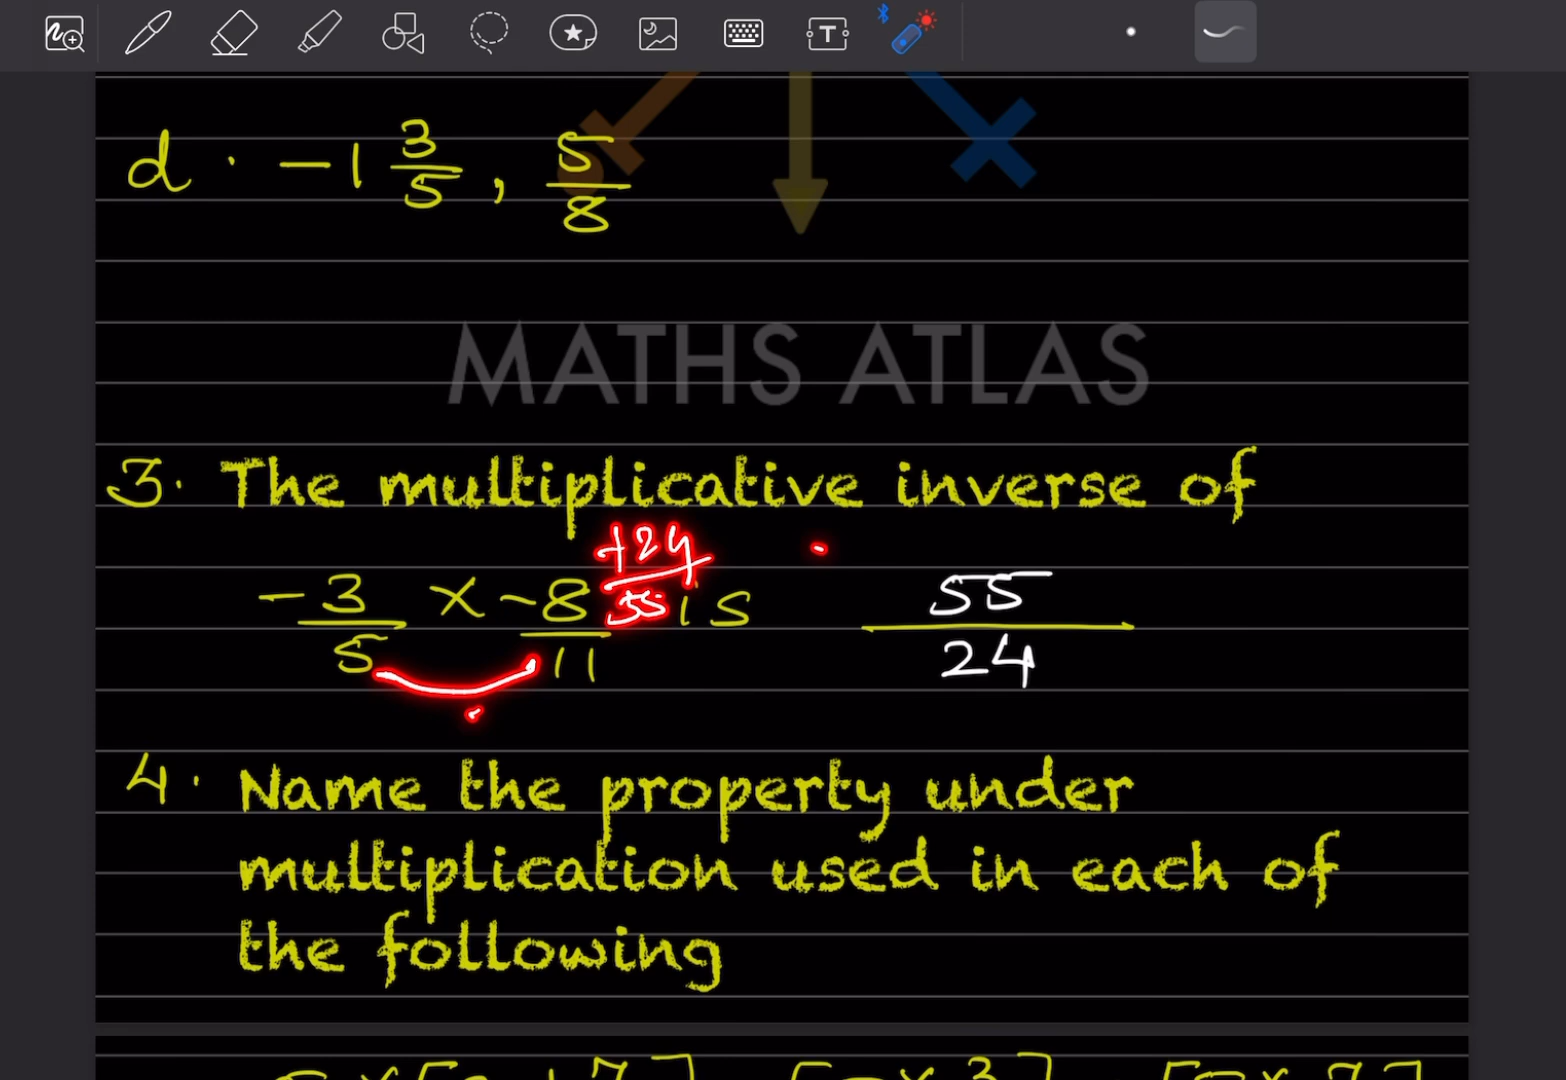 d. -1 3/5, 5/8
MATHS ATLAS
3. The multiplicative inverse of
-3/5 × -8/11 +24/55 is 55/24
4. Name the property under
multiplication used in each of
the following